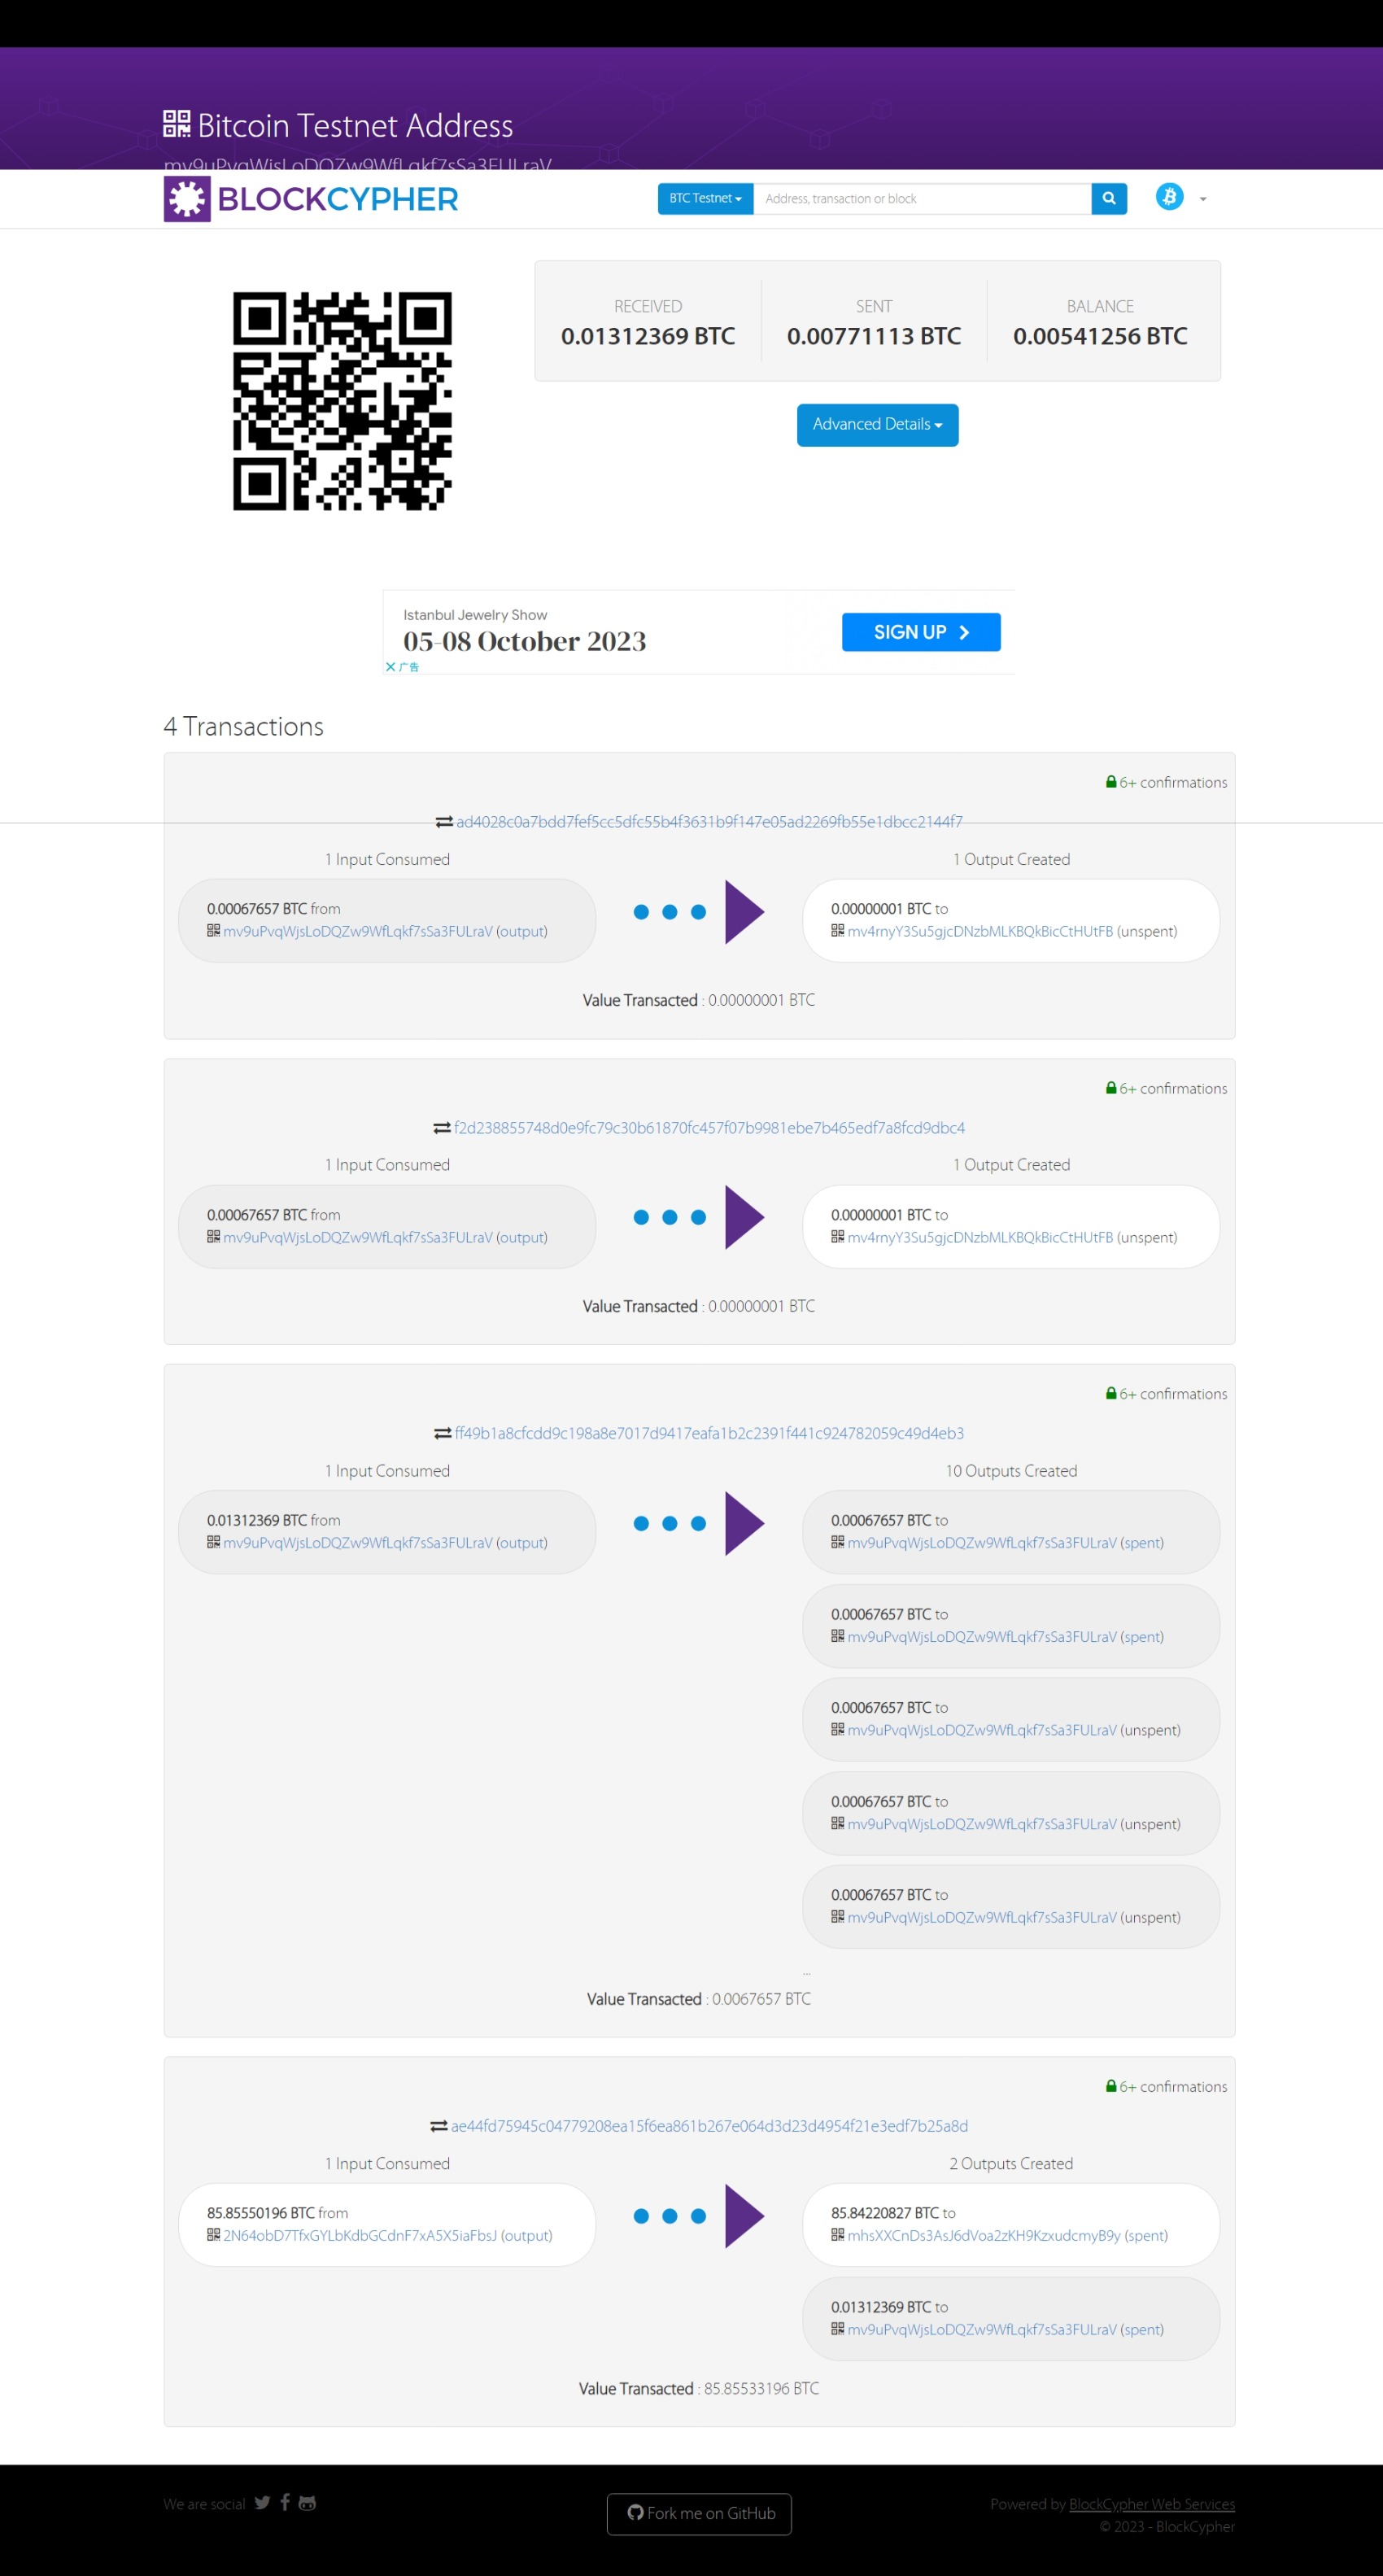 Bitcoin Testnet Address
mv9uPvqWjsLoDQZw9WfLqkf7sSa3FULraV
BLOCKCYPHER
BTC Testnet
Address, transaction or block
RECEIVED
0.01312369 BTC
SENT
0.00771113 BTC
BALANCE
0.00541256 BTC
Advanced Details
Istanbul Jewelry Show
05-08 October 2023
SIGN UP
广告
4 Transactions
6+ confirmations
ad4028c0a7bdd7fef5cc5dfc55b4f3631b9f147e05ad2269fb55e1dbcc2144f7
1 Input Consumed
0.00067657 BTC from
mv9uPvqWjsLoDQZw9WfLqkf7sSa3FULraV (output)
1 Output Created
0.00000001 BTC to
mv4rnyY3Su5gjcDNzbMLKBQkBicCtHUtFB (unspent)
Value Transacted : 0.00000001 BTC
6+ confirmations
f2d238855748d0e9fc79c30b61870fc457f07b9981ebe7b465edf7a8fcd9dbc4
1 Input Consumed
0.00067657 BTC from
mv9uPvqWjsLoDQZw9WfLqkf7sSa3FULraV (output)
1 Output Created
0.00000001 BTC to
mv4rnyY3Su5gjcDNzbMLKBQkBicCtHUtFB (unspent)
Value Transacted : 0.00000001 BTC
6+ confirmations
ff49b1a8cfcdd9c198a8e7017d9417eafa1b2c2391f441c924782059c49d4eb3
1 Input Consumed
0.01312369 BTC from
mv9uPvqWjsLoDQZw9WfLqkf7sSa3FULraV (output)
10 Outputs Created
0.00067657 BTC to
mv9uPvqWjsLoDQZw9WfLqkf7sSa3FULraV (spent)
0.00067657 BTC to
mv9uPvqWjsLoDQZw9WfLqkf7sSa3FULraV (spent)
0.00067657 BTC to
mv9uPvqWjsLoDQZw9WfLqkf7sSa3FULraV (unspent)
0.00067657 BTC to
mv9uPvqWjsLoDQZw9WfLqkf7sSa3FULraV (unspent)
0.00067657 BTC to
mv9uPvqWjsLoDQZw9WfLqkf7sSa3FULraV (unspent)
...
Value Transacted : 0.0067657 BTC
6+ confirmations
ae44fd75945c04779208ea15f6ea861b267e064d3d23d4954f21e3edf7b25a8d
1 Input Consumed
85.85550196 BTC from
2N64obD7TfxGYLbKdbGCdnF7xA5X5iaFbsJ (output)
2 Outputs Created
85.84220827 BTC to
mhsXXCnDs3AsJ6dVoa2zKH9KzxudcmyB9y (spent)
0.01312369 BTC to
mv9uPvqWjsLoDQZw9WfLqkf7sSa3FULraV (spent)
Value Transacted : 85.85533196 BTC
We are social
Fork me on GitHub
Powered by BlockCypher Web Services
© 2023 - BlockCypher